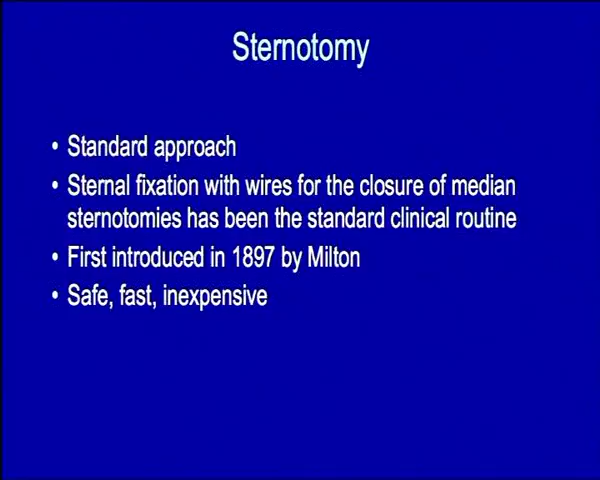 Sternotomy
• Standard approach
• Sternal fixation with wires for the closure of median
sternotomies has been the standard clinical routine
• First introduced in 1897 by Milton
• Safe, fast, inexpensive